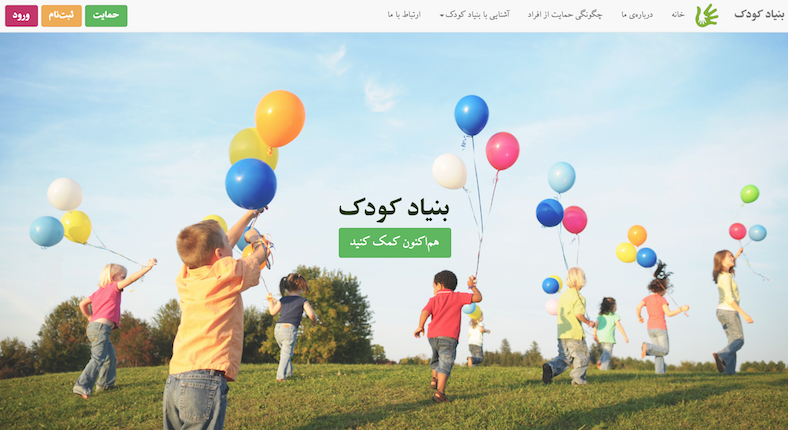 بنیاد کودک
خانه
درباره‌ی ما
چگونگی حمایت از افراد
آشنایی با بنیاد کودک
ارتباط با ما
حمایت
ثبت‌نام
ورود
بنیاد کودک
هم‌اکنون کمک کنید